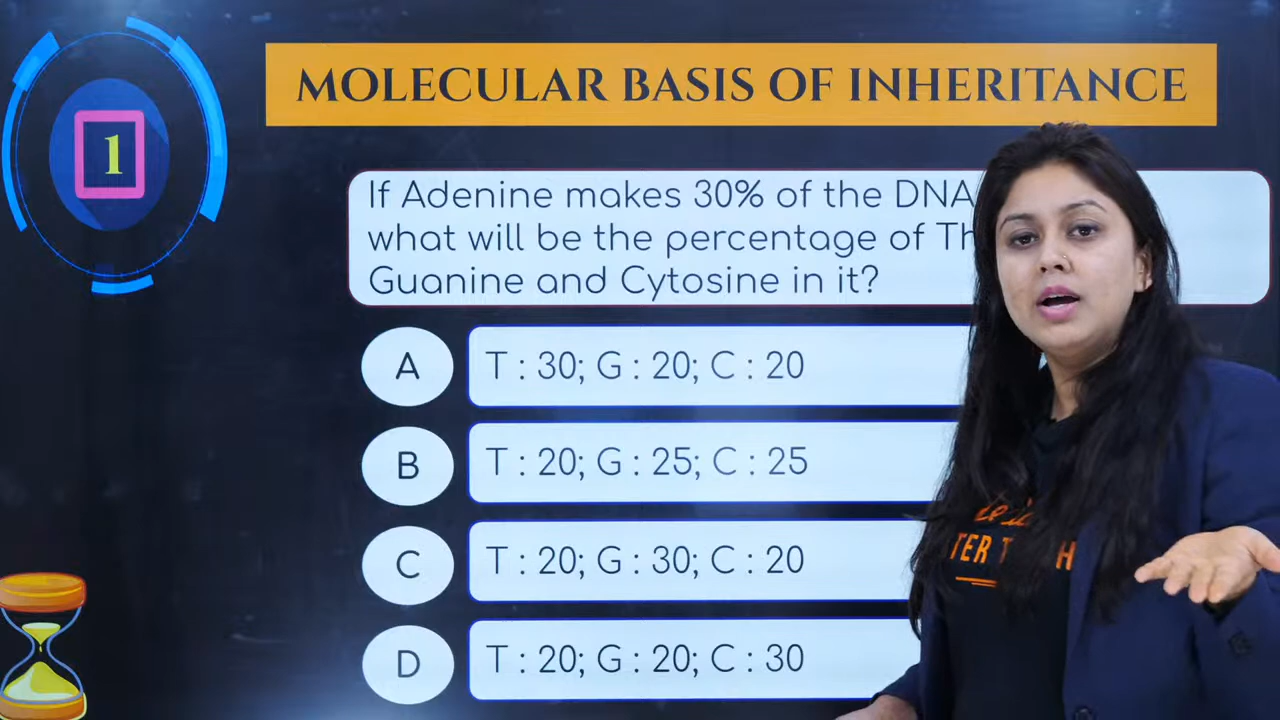 1
MOLECULAR BASIS OF INHERITANCE
If Adenine makes 30% of the DNA
what will be the percentage of
Guanine and Cytosine in it?
A
T : 30; G : 20; C : 20
B
T : 20; G : 25; C : 25
C
T : 20; G : 30; C : 20
D
T : 20; G : 20; C : 30